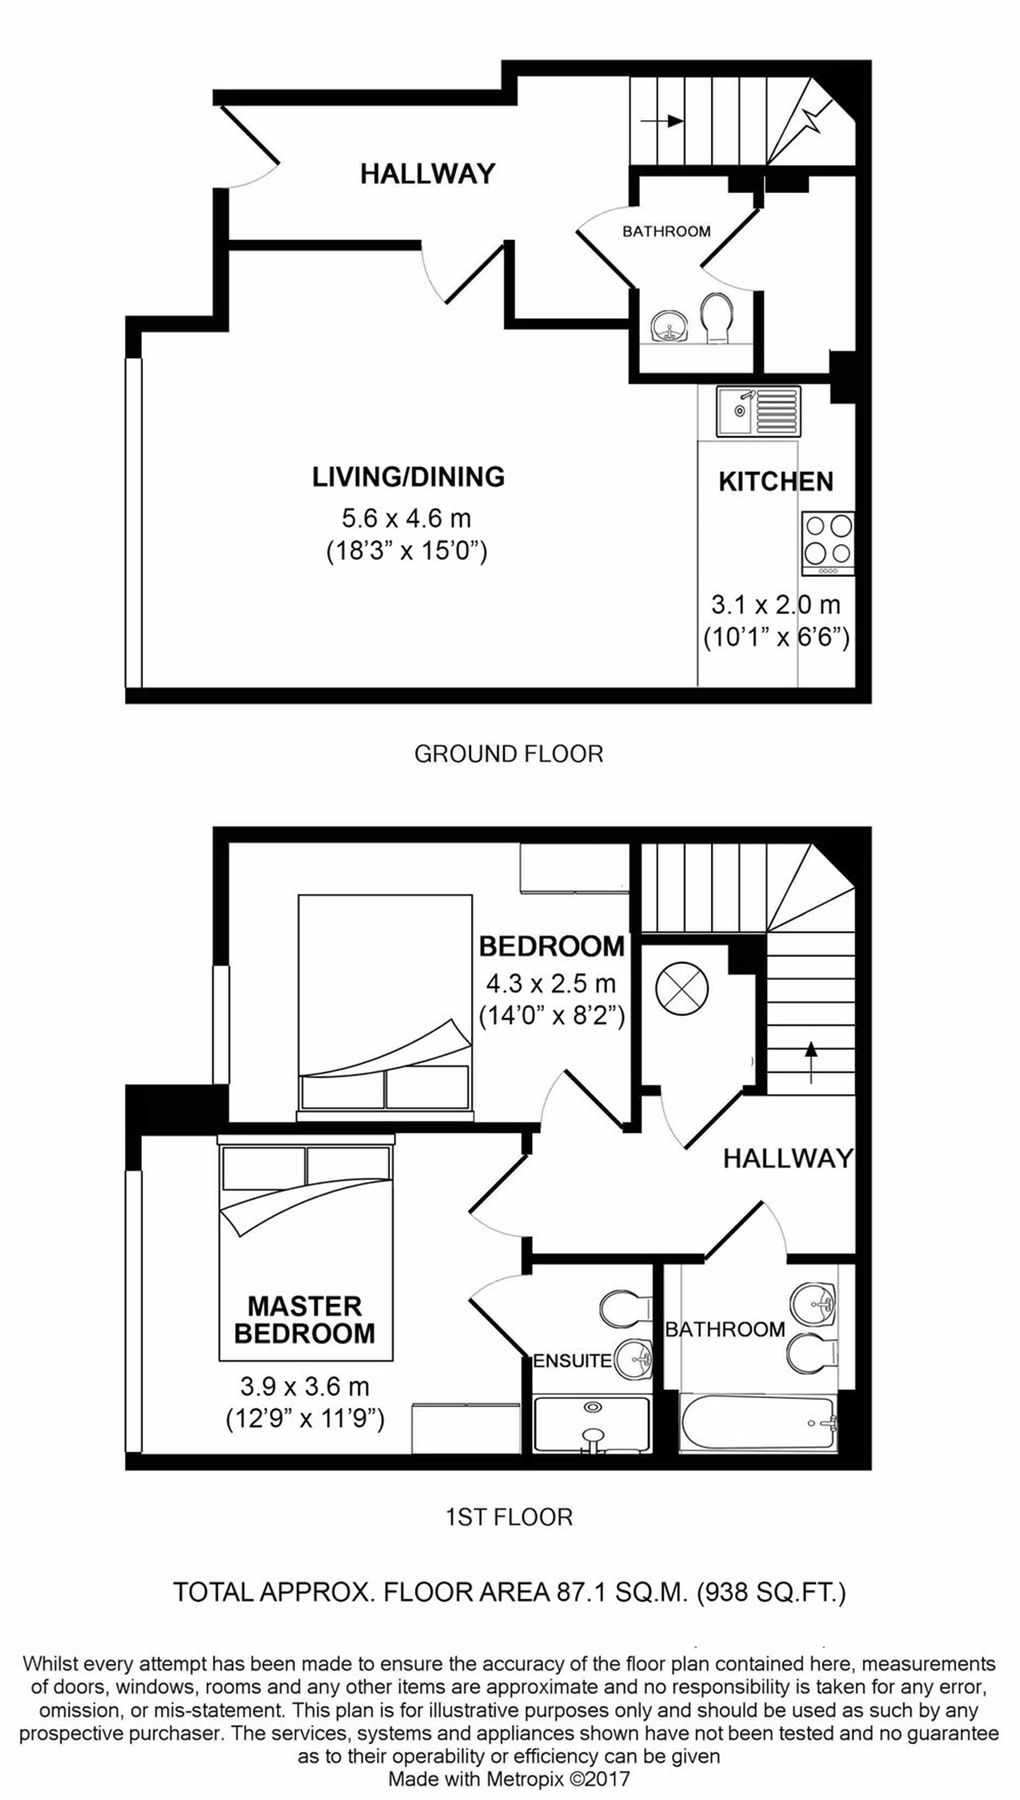 HALLWAY
BATHROOM
LIVING/DINING
5.6 x 4.6 m
(18'3" x 15'0")
KITCHEN
3.1 x 2.0 m
(10'1" x 6'6")
GROUND FLOOR
BEDROOM
4.3 x 2.5 m
(14'0" x 8'2")
HALLWAY
MASTER
BEDROOM
3.9 x 3.6 m
(12'9" x 11'9")
ENSUITE
BATHROOM
1ST FLOOR
TOTAL APPROX. FLOOR AREA 87.1 SQ.M. (938 SQ.FT.)
Whilst every attempt has been made to ensure the accuracy of the floor plan contained here, measurements
of doors, windows, rooms and any other items are approximate and no responsibility is taken for any error,
omission, or mis-statement. This plan is for illustrative purposes only and should be used as such by any
prospective purchaser. The services, systems and appliances shown have not been tested and no guarantee
as to their operability or efficiency can be given
Made with Metropix ©2017